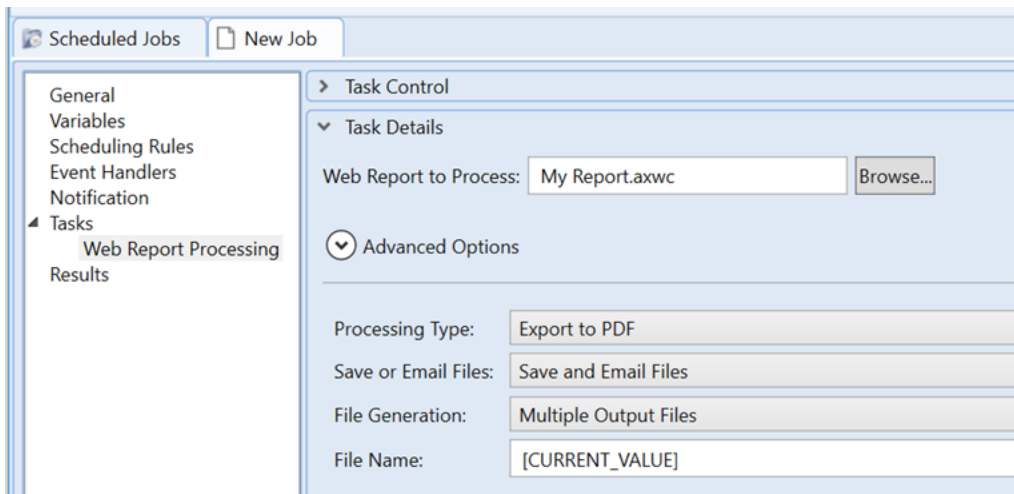 Scheduled Jobs
New Job
General
Variables
Scheduling Rules
Event Handlers
Notification
Tasks
Web Report Processing
Results
Task Control
Task Details
Web Report to Process: My Report.axwc Browse...
Advanced Options
Processing Type: Export to PDF
Save or Email Files: Save and Email Files
File Generation: Multiple Output Files
File Name: [CURRENT_VALUE]